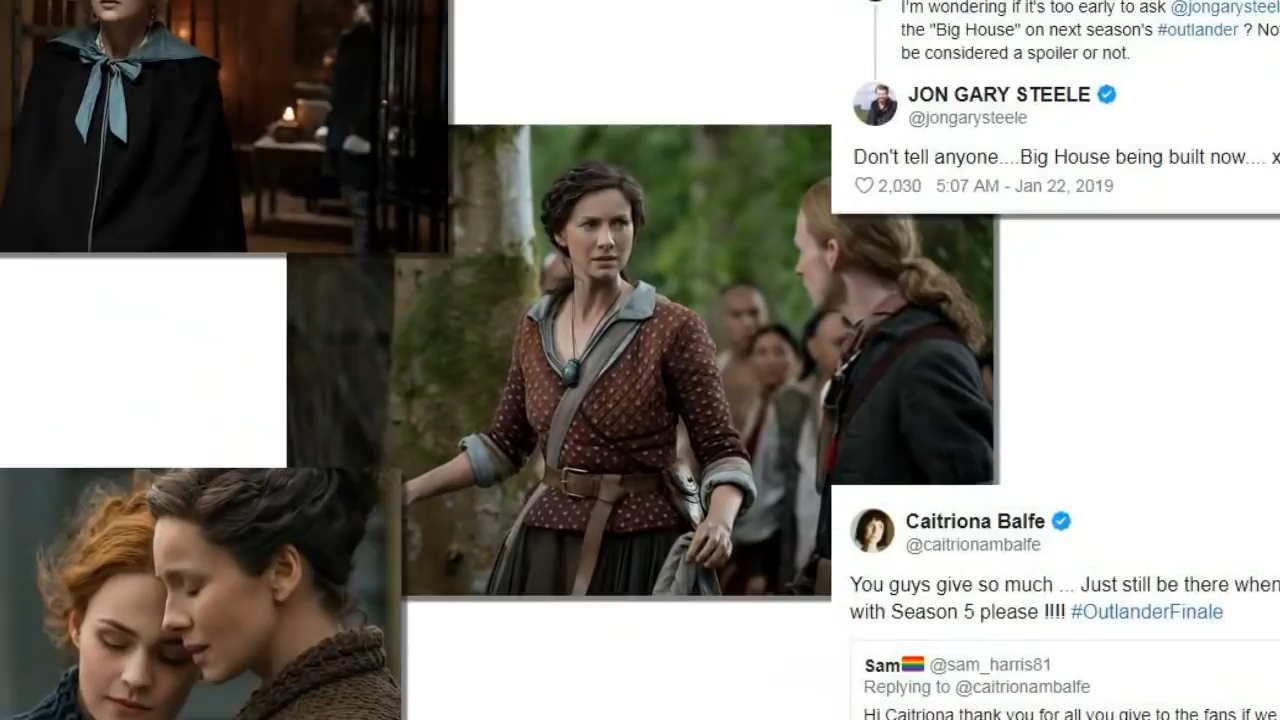 I'm wondering if it's too early to ask @jongarysteel
the "Big House" on next season's #outlander ? No
be considered a spoiler or not.
JON GARY STEELE
@jongarysteele
Don't tell anyone....Big House being built now.... x
2,030 5:07 AM - Jan 22, 2019
Caitriona Balfe
@caitrionambalfe
You guys give so much ... Just still be there when
with Season 5 please !!!! #OutlanderFinale
Sam🏳️‍🌈 @sam_harris81
Replying to @caitrionambalfe
Hi Caitriona thank you for all you give to the fans if we